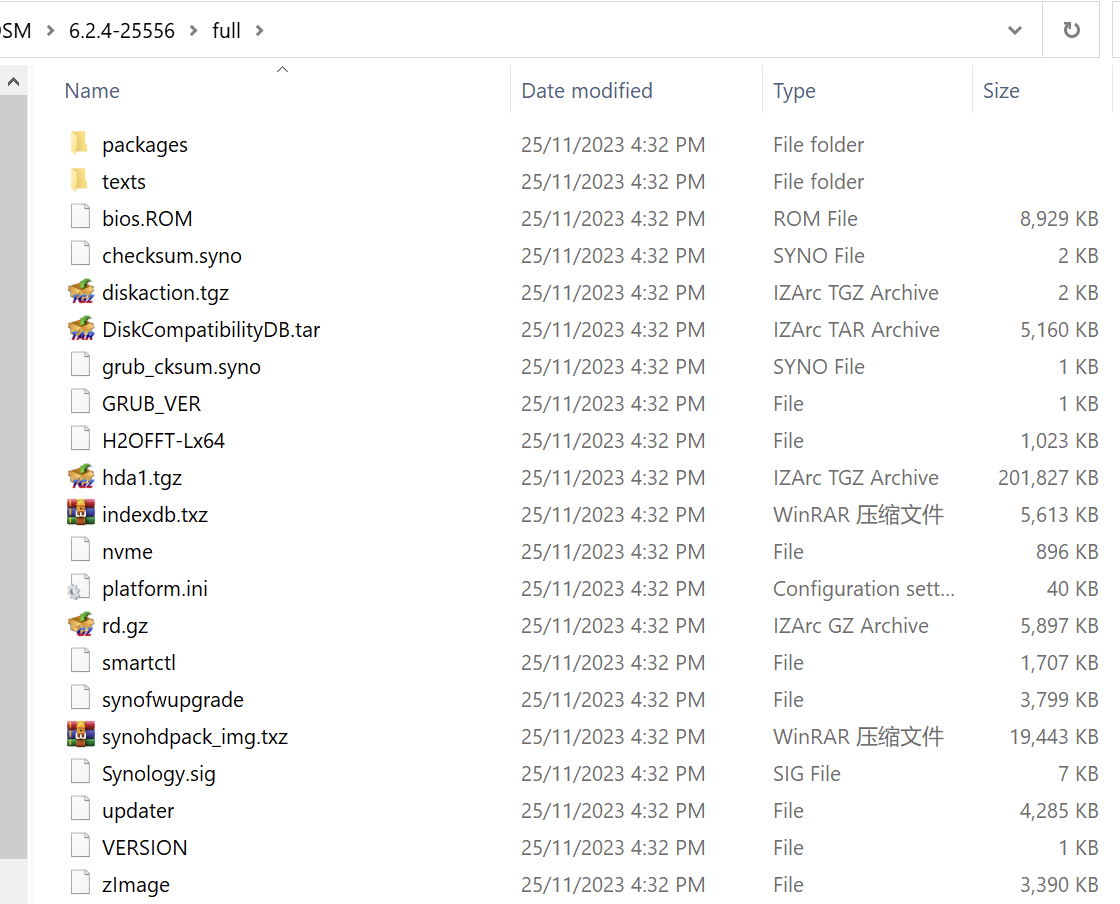 SM > 6.2.4-25556 > full >
Name Date modified Type Size
packages 25/11/2023 4:32 PM File folder
texts 25/11/2023 4:32 PM File folder
bios.ROM 25/11/2023 4:32 PM ROM File 8,929 KB
checksum.syno 25/11/2023 4:32 PM SYNO File 2 KB
diskaction.tgz 25/11/2023 4:32 PM IZArc TGZ Archive 2 KB
DiskCompatibilityDB.tar 25/11/2023 4:32 PM IZArc TAR Archive 5,160 KB
grub_cksum.syno 25/11/2023 4:32 PM SYNO File 1 KB
GRUB_VER 25/11/2023 4:32 PM File 1 KB
H2OFFT-Lx64 25/11/2023 4:32 PM File 1,023 KB
hda1.tgz 25/11/2023 4:32 PM IZArc TGZ Archive 201,827 KB
indexdb.txz 25/11/2023 4:32 PM WinRAR 压缩文件 5,613 KB
nvme 25/11/2023 4:32 PM File 896 KB
platform.ini 25/11/2023 4:32 PM Configuration sett... 40 KB
rd.gz 25/11/2023 4:32 PM IZArc GZ Archive 5,897 KB
smartctl 25/11/2023 4:32 PM File 1,707 KB
synofwupgrade 25/11/2023 4:32 PM File 3,799 KB
synohdpack_img.txz 25/11/2023 4:32 PM WinRAR 压缩文件 19,443 KB
Synology.sig 25/11/2023 4:32 PM SIG File 7 KB
updater 25/11/2023 4:32 PM File 4,285 KB
VERSION 25/11/2023 4:32 PM File 1 KB
zImage 25/11/2023 4:32 PM File 3,390 KB